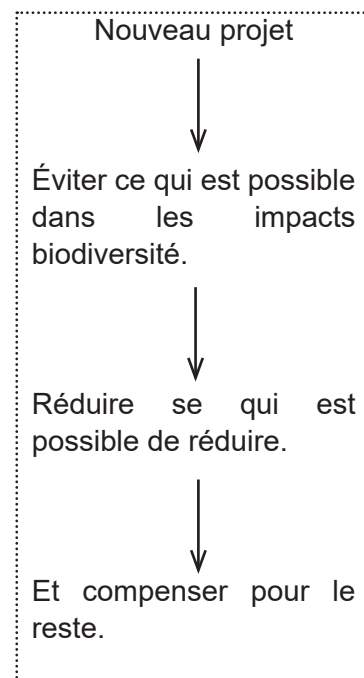 Nouveau projet
Éviter ce qui est possible
dans les impacts
biodiversité.
Réduire se qui est
possible de réduire.
Et compenser pour le
reste.